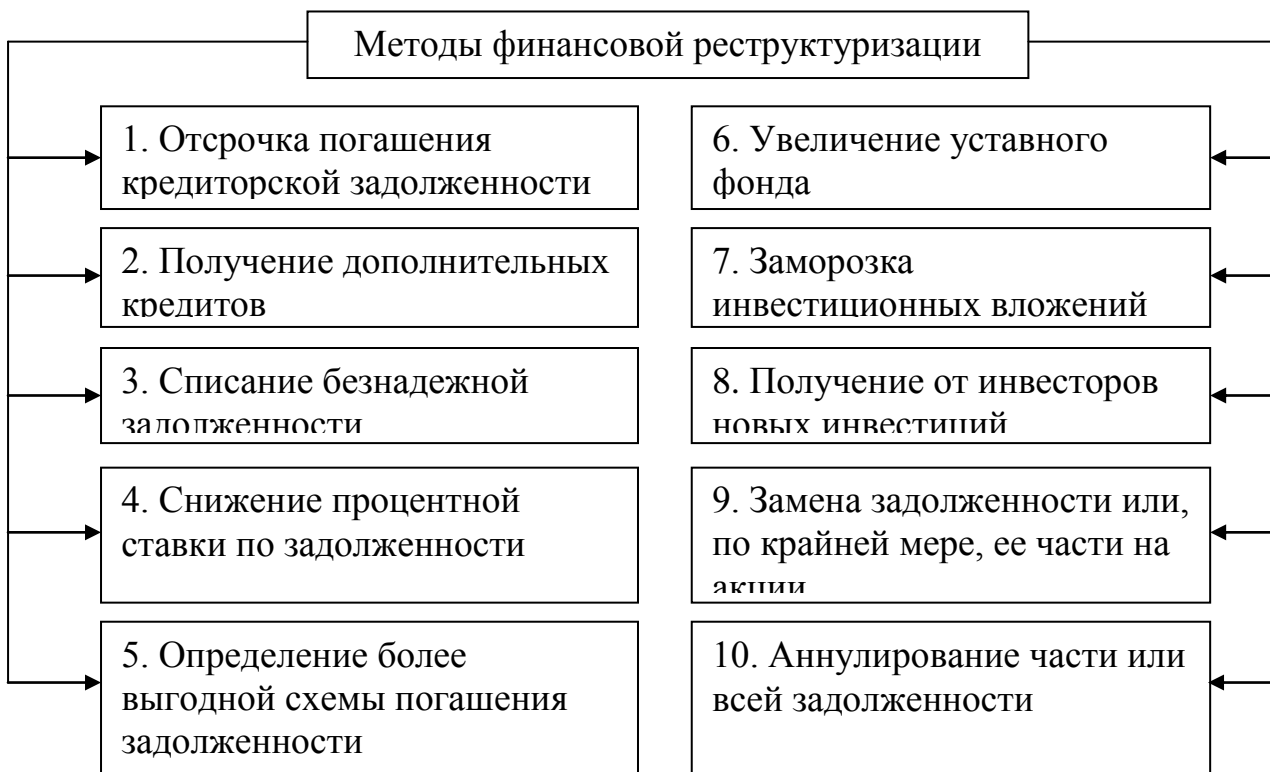 Методы финансовой реструктуризации
1. Отсрочка погашения
кредиторской задолженности
2. Получение дополнительных
кредитов
3. Списание безнадежной
задолженности
4. Снижение процентной
ставки по задолженности
5. Определение более
выгодной схемы погашения
задолженности
6. Увеличение уставного
фонда
7. Заморозка
инвестиционных вложений
8. Получение от инвесторов
новых инвестиций
9. Замена задолженности или,
по крайней мере, ее части на
акции
10. Аннулирование части или
всей задолженности